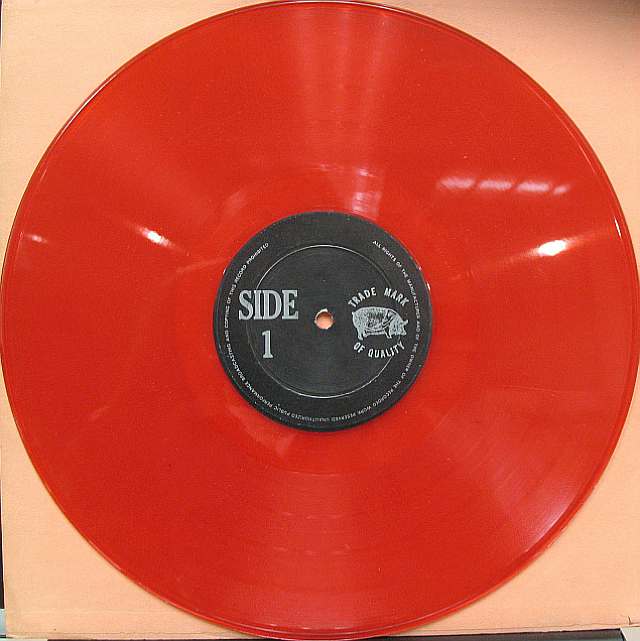 SIDE
1
TRADE MARK
OF QUALITY
ALL RIGHTS OF THE MANUFACTURER AND OF THE OWNER OF THE RECORDED WORK RESERVED UNAUTHORIZED PUBLIC PERFORMANCE BROADCASTING AND COPYING OF THIS RECORD PROHIBITED